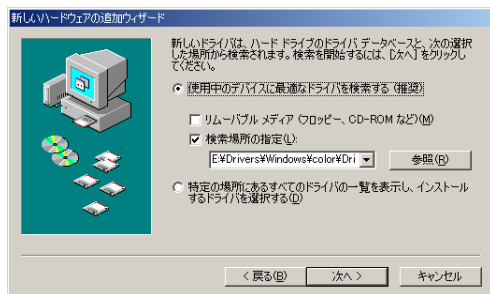 新しいハードウェアの追加ウィザード
新しいドライバは、ハード ドライブのドライバ データベースと、次の選択
した場所から検索されます。検索を開始するには、[次へ] をクリックし
てください。
使用中のデバイスに最適なドライバを検索する (推奨)
リムーバブル メディア (フロッピー、CD-ROM など)(M)
検索場所の指定(L):
E:¥Drivers¥Windows¥color¥Dri
参照(R)
特定の場所にあるすべてのドライバの一覧を表示し、インストール
するドライバを選択する(D)
< 戻る(B)
次へ >
キャンセル